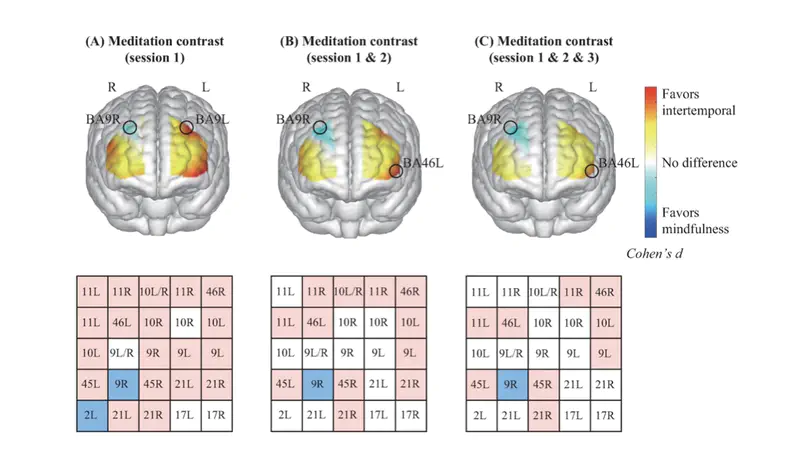 (A) Meditation contrast
(session 1)
(B) Meditation contrast
(session 1 & 2)
(C) Meditation contrast
(session 1 & 2 & 3)
R L
R L
R L
BA9R BA9L
BA9R BA46L
BA9R BA46L
Favors
intertemporal
No difference
Favors
mindfulness
Cohen's d
11L 11R 10L/R 11R 46R
11L 46L 10R 10R 10L
10L 9L/R 9R 9L 9L
45L 9R 45R 21L 21R
2L 21L 21R 17L 17R
11L 11R 10L/R 11R 46R
11L 46L 10R 10R 10L
10L 9L/R 9R 9L 9L
45L 9R 45R 21L 21R
2L 21L 21R 17L 17R
11L 11R 10L/R 11R 46R
11L 46L 10R 10R 10L
10L 9L/R 9R 9L 9L
45L 9R 45R 21L 21R
2L 21L 21R 17L 17R